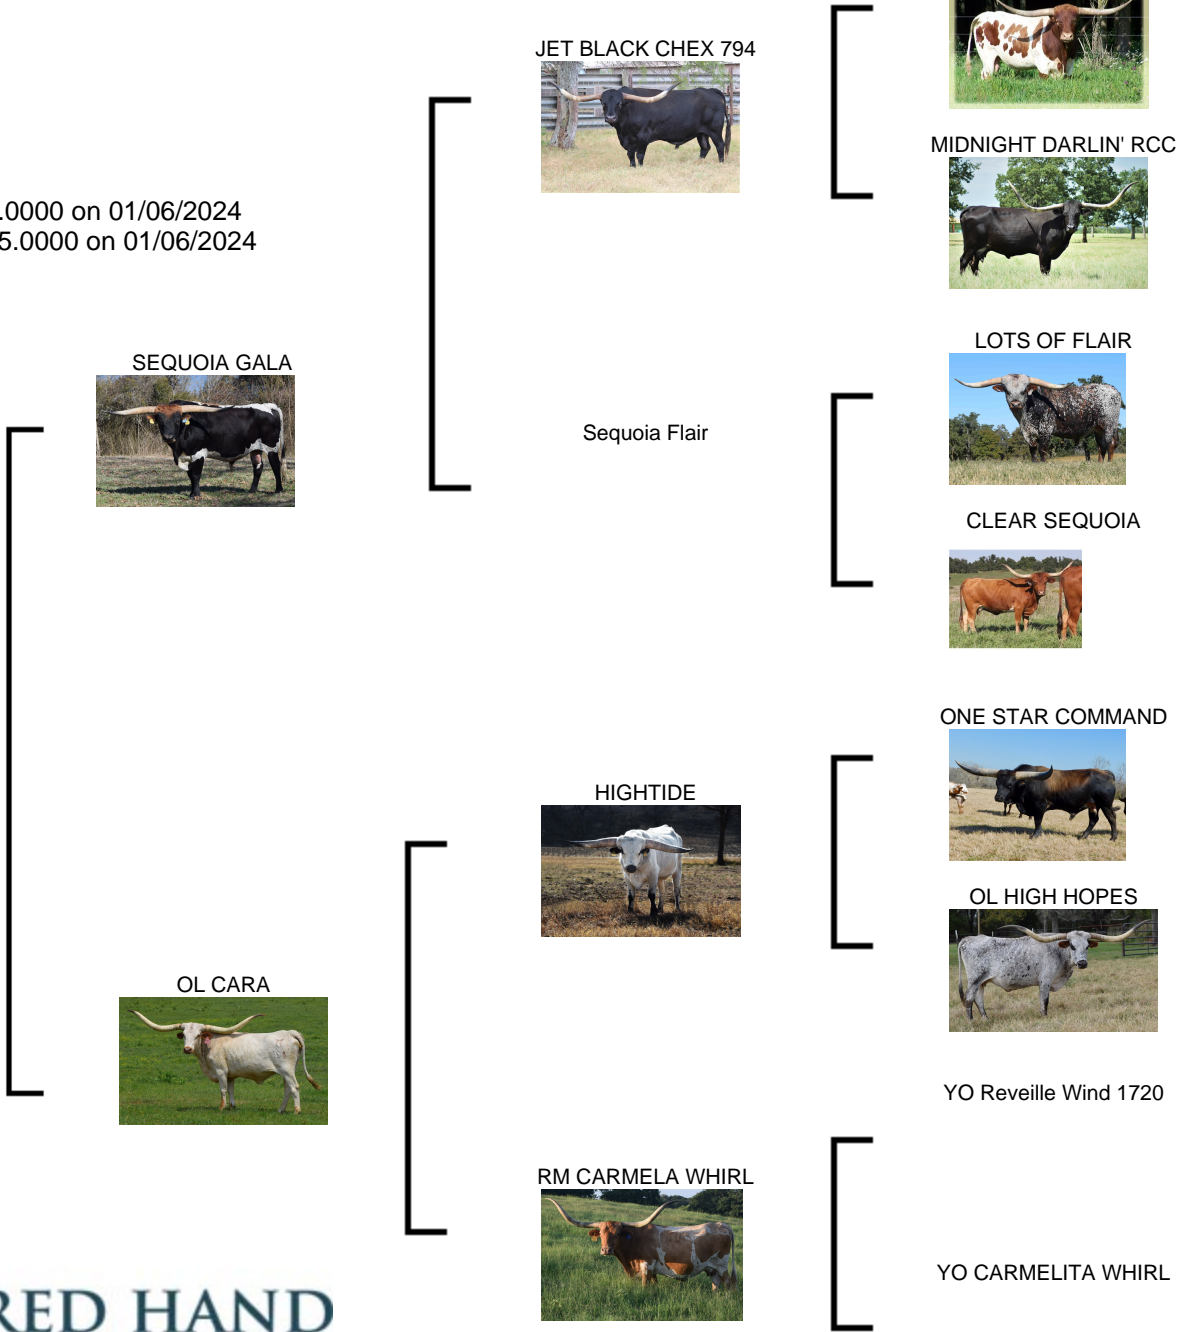 JET BLACK CHEX 794
MIDNIGHT DARLIN' RCC
.0000 on 01/06/2024
5.0000 on 01/06/2024
LOTS OF FLAIR
SEQUOIA GALA
Sequoia Flair
CLEAR SEQUOIA
ONE STAR COMMAND
HIGHTIDE
OL HIGH HOPES
OL CARA
YO Reveille Wind 1720
RM CARMELA WHIRL
YO CARMELITA WHIRL
RED HAND